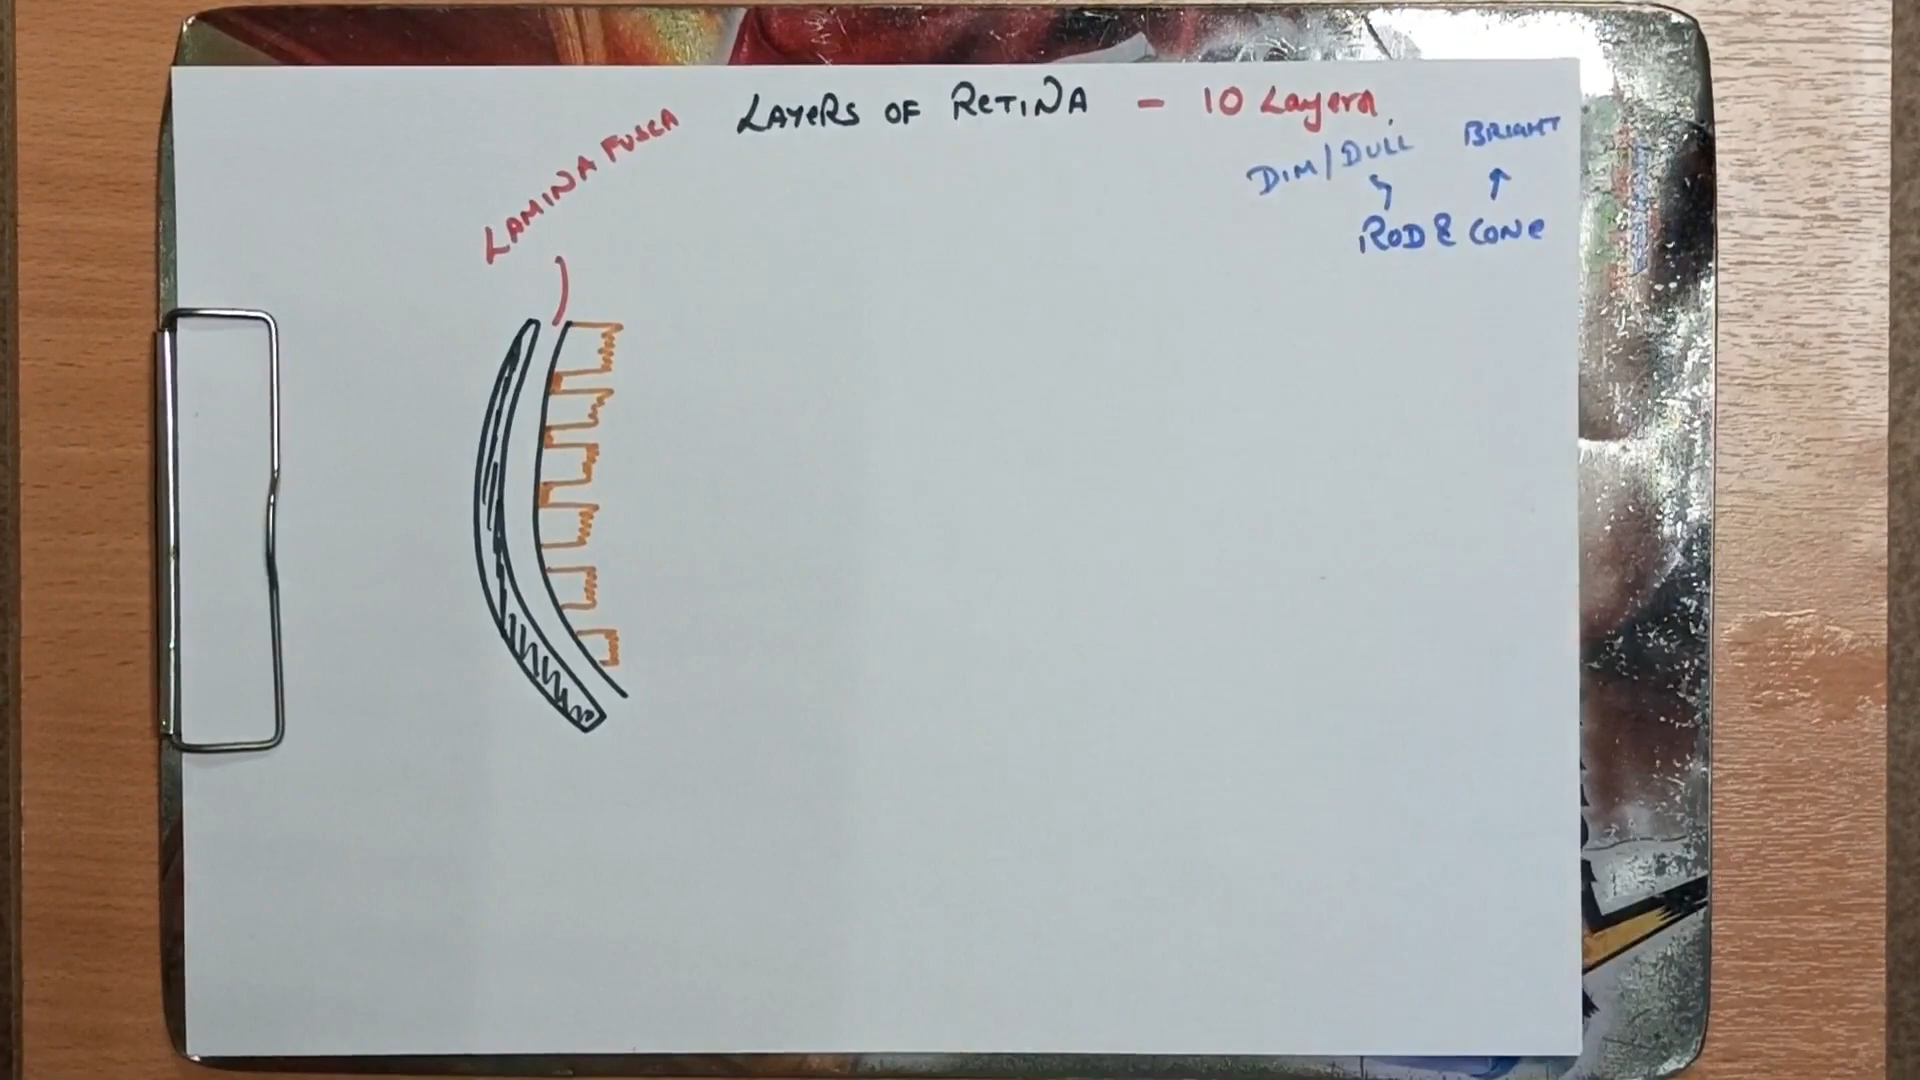 LAYERS OF RETINA - 10 Layers
LAMINA FUSCA
DIM/DULL BRIGHT
ROD & CONE